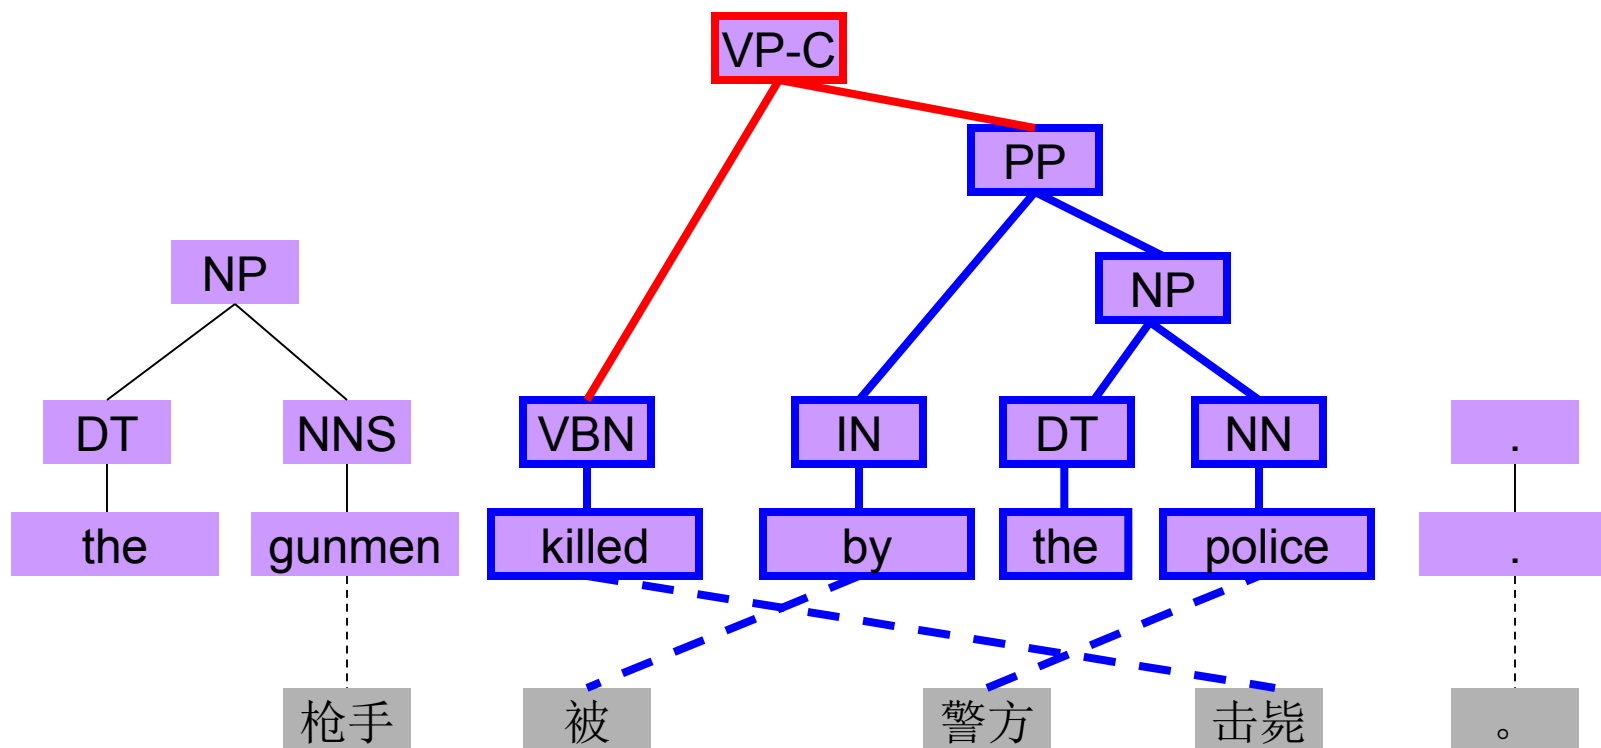 VP-C
PP
NP NP
DT NNS VBN IN DT NN .
the gunmen killed by the police .
枪手 被 警方 击毙 。